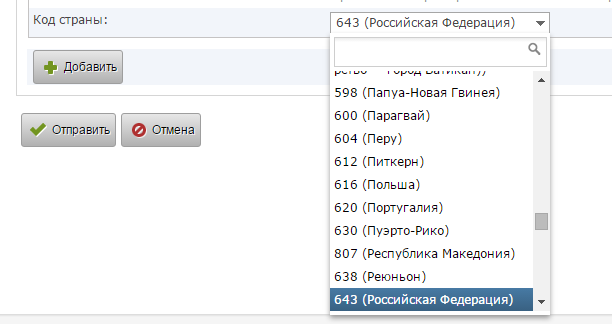 Код страны:
643 (Российская Федерация)
Добавить
Отправить
Отмена
598 (Папуа-Новая Гвинея)
600 (Парагвай)
604 (Перу)
612 (Питкерн)
616 (Польша)
620 (Португалия)
630 (Пуэрто-Рико)
807 (Республика Македония)
638 (Реюньон)
643 (Российская Федерация)